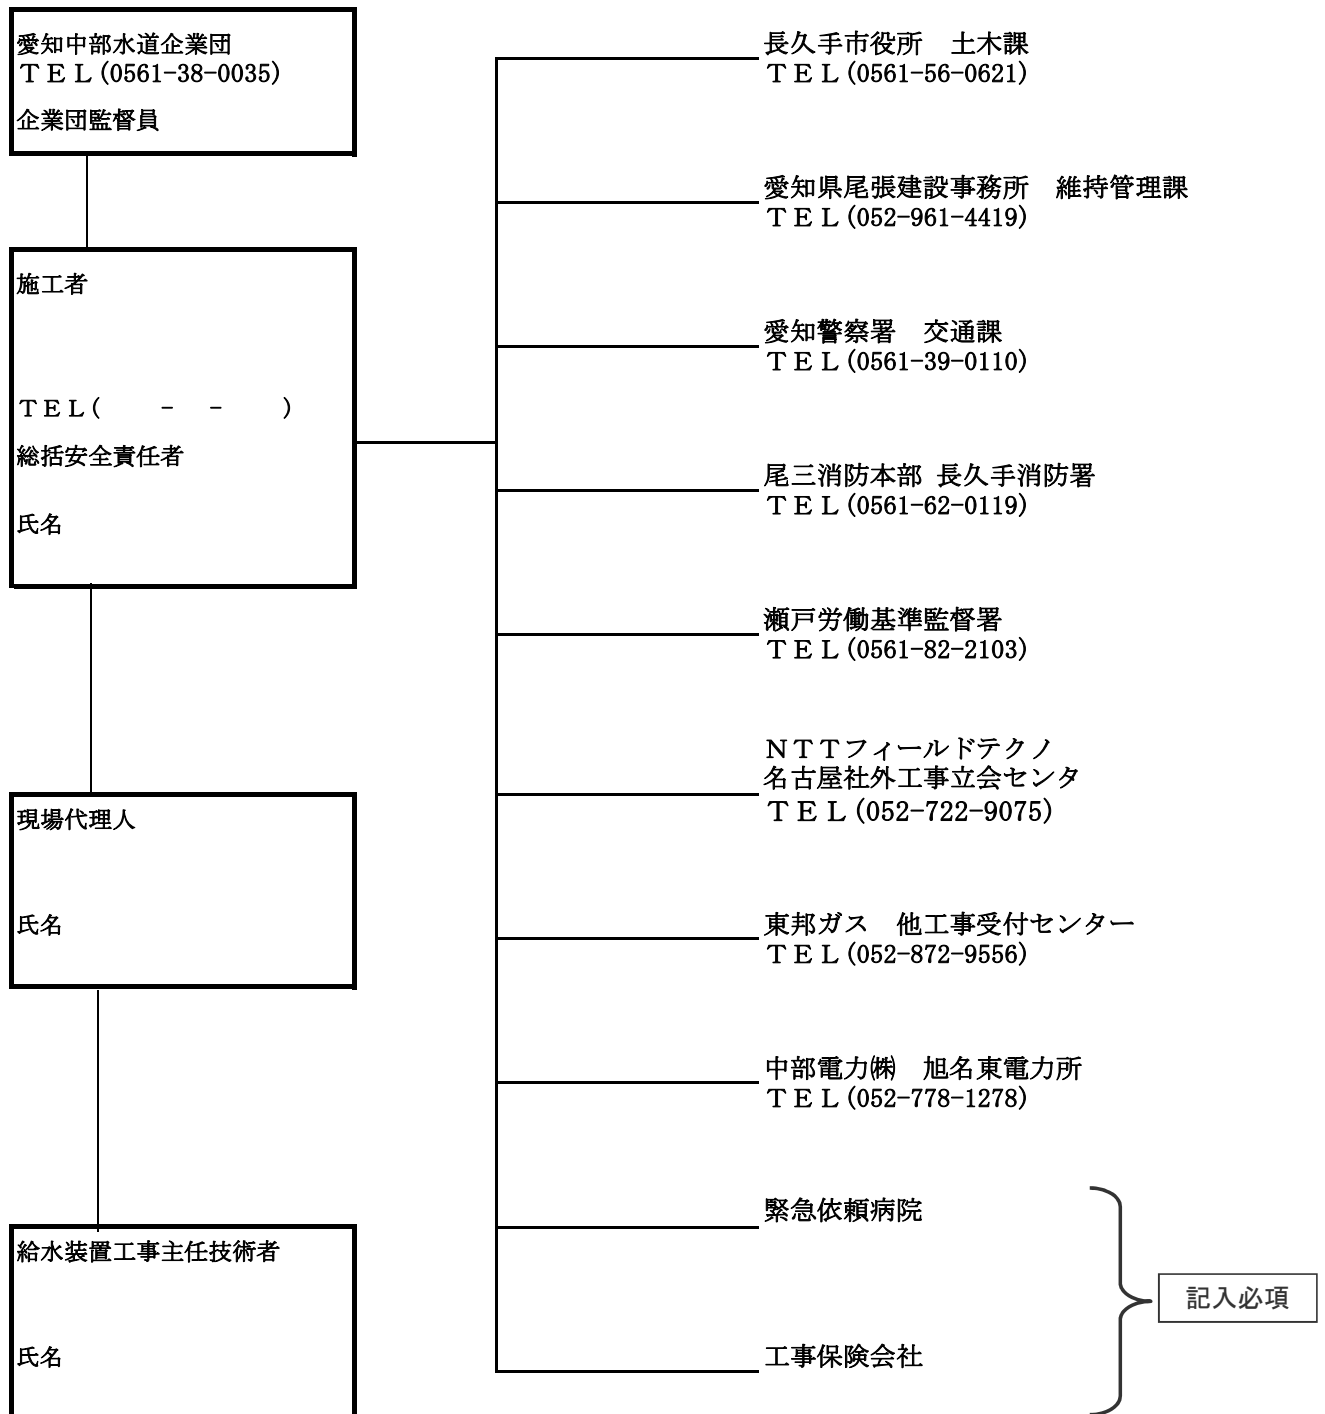 愛知中部水道企業団
ＴＥＬ(0561-38-0035)
企業団監督員
施工者
ＴＥＬ(　　-　-　　)
総括安全責任者
氏名
現場代理人
氏名
給水装置工事主任技術者
氏名
長久手市役所　土木課
ＴＥＬ(0561-56-0621)
愛知県尾張建設事務所　維持管理課
ＴＥＬ(052-961-4419)
愛知警察署　交通課
ＴＥＬ(0561-39-0110)
尾三消防本部 長久手消防署
ＴＥＬ(0561-62-0119)
瀬戸労働基準監督署
ＴＥＬ(0561-82-2103)
ＮＴＴフィールドテクノ
名古屋社外工事立会センタ
ＴＥＬ(052-722-9075)
東邦ガス　他工事受付センター
ＴＥＬ(052-872-9556)
中部電力㈱　旭名東電力所
ＴＥＬ(052-778-1278)
緊急依頼病院
工事保険会社
記入必項